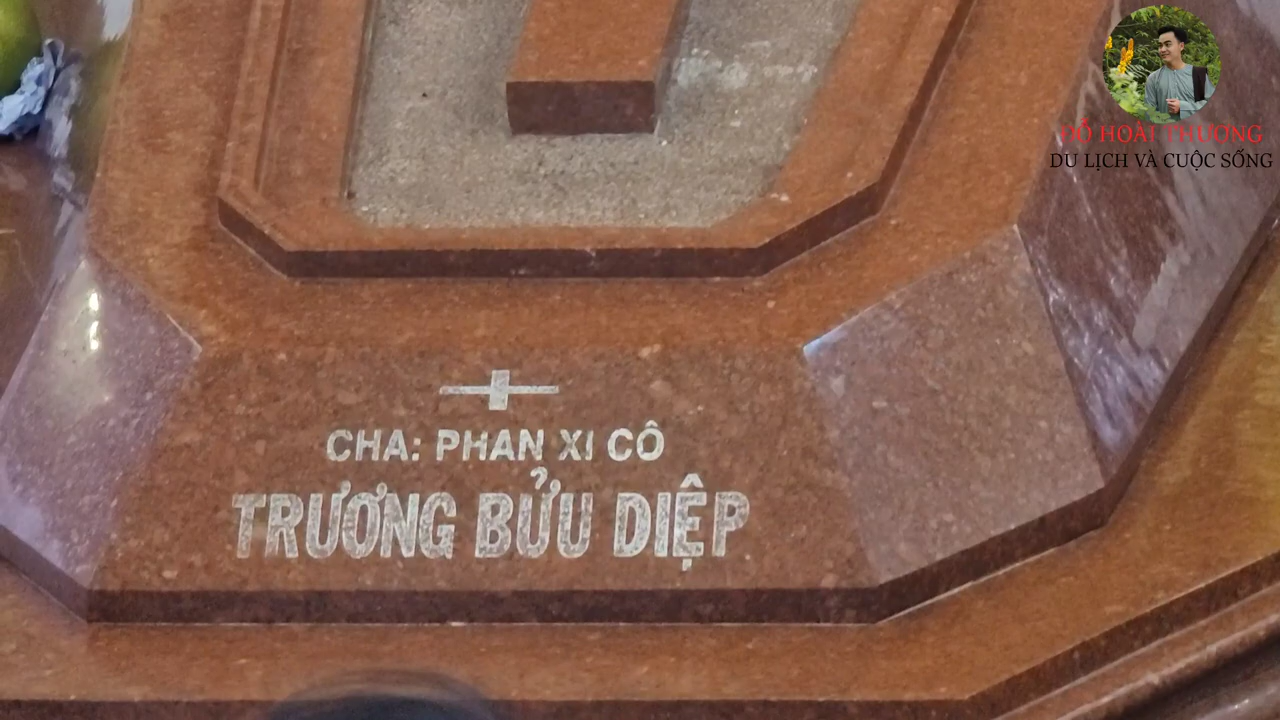 ĐỖ HOÀI THƯỢNG
DU LỊCH VÀ CUỘC SỐNG
CHA: PHAN XI CÔ
TRƯƠNG BỬU DIỆP